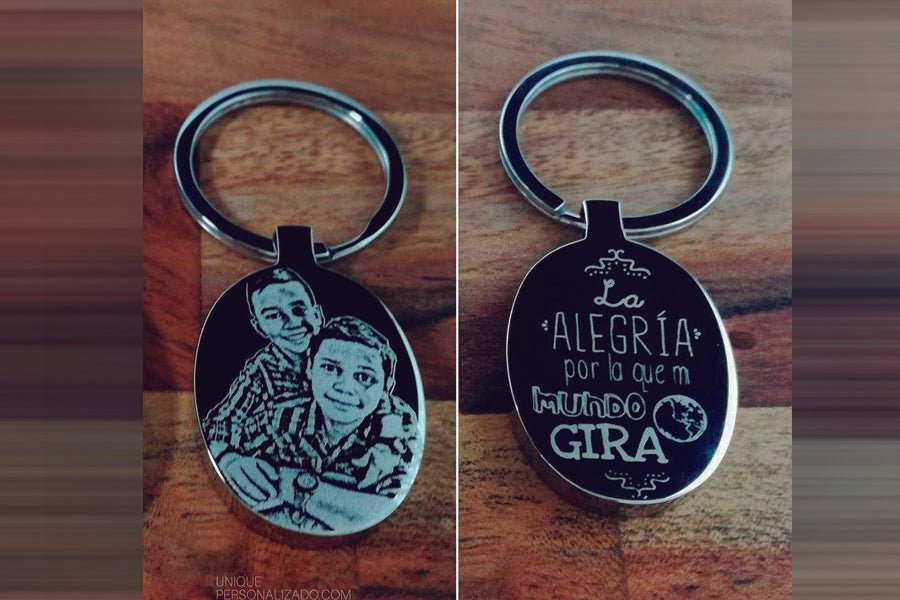 La
ALEGRÍA
por la que m
MUNDO
GIRA
UNIQUE
PERSONALIZADO.COM